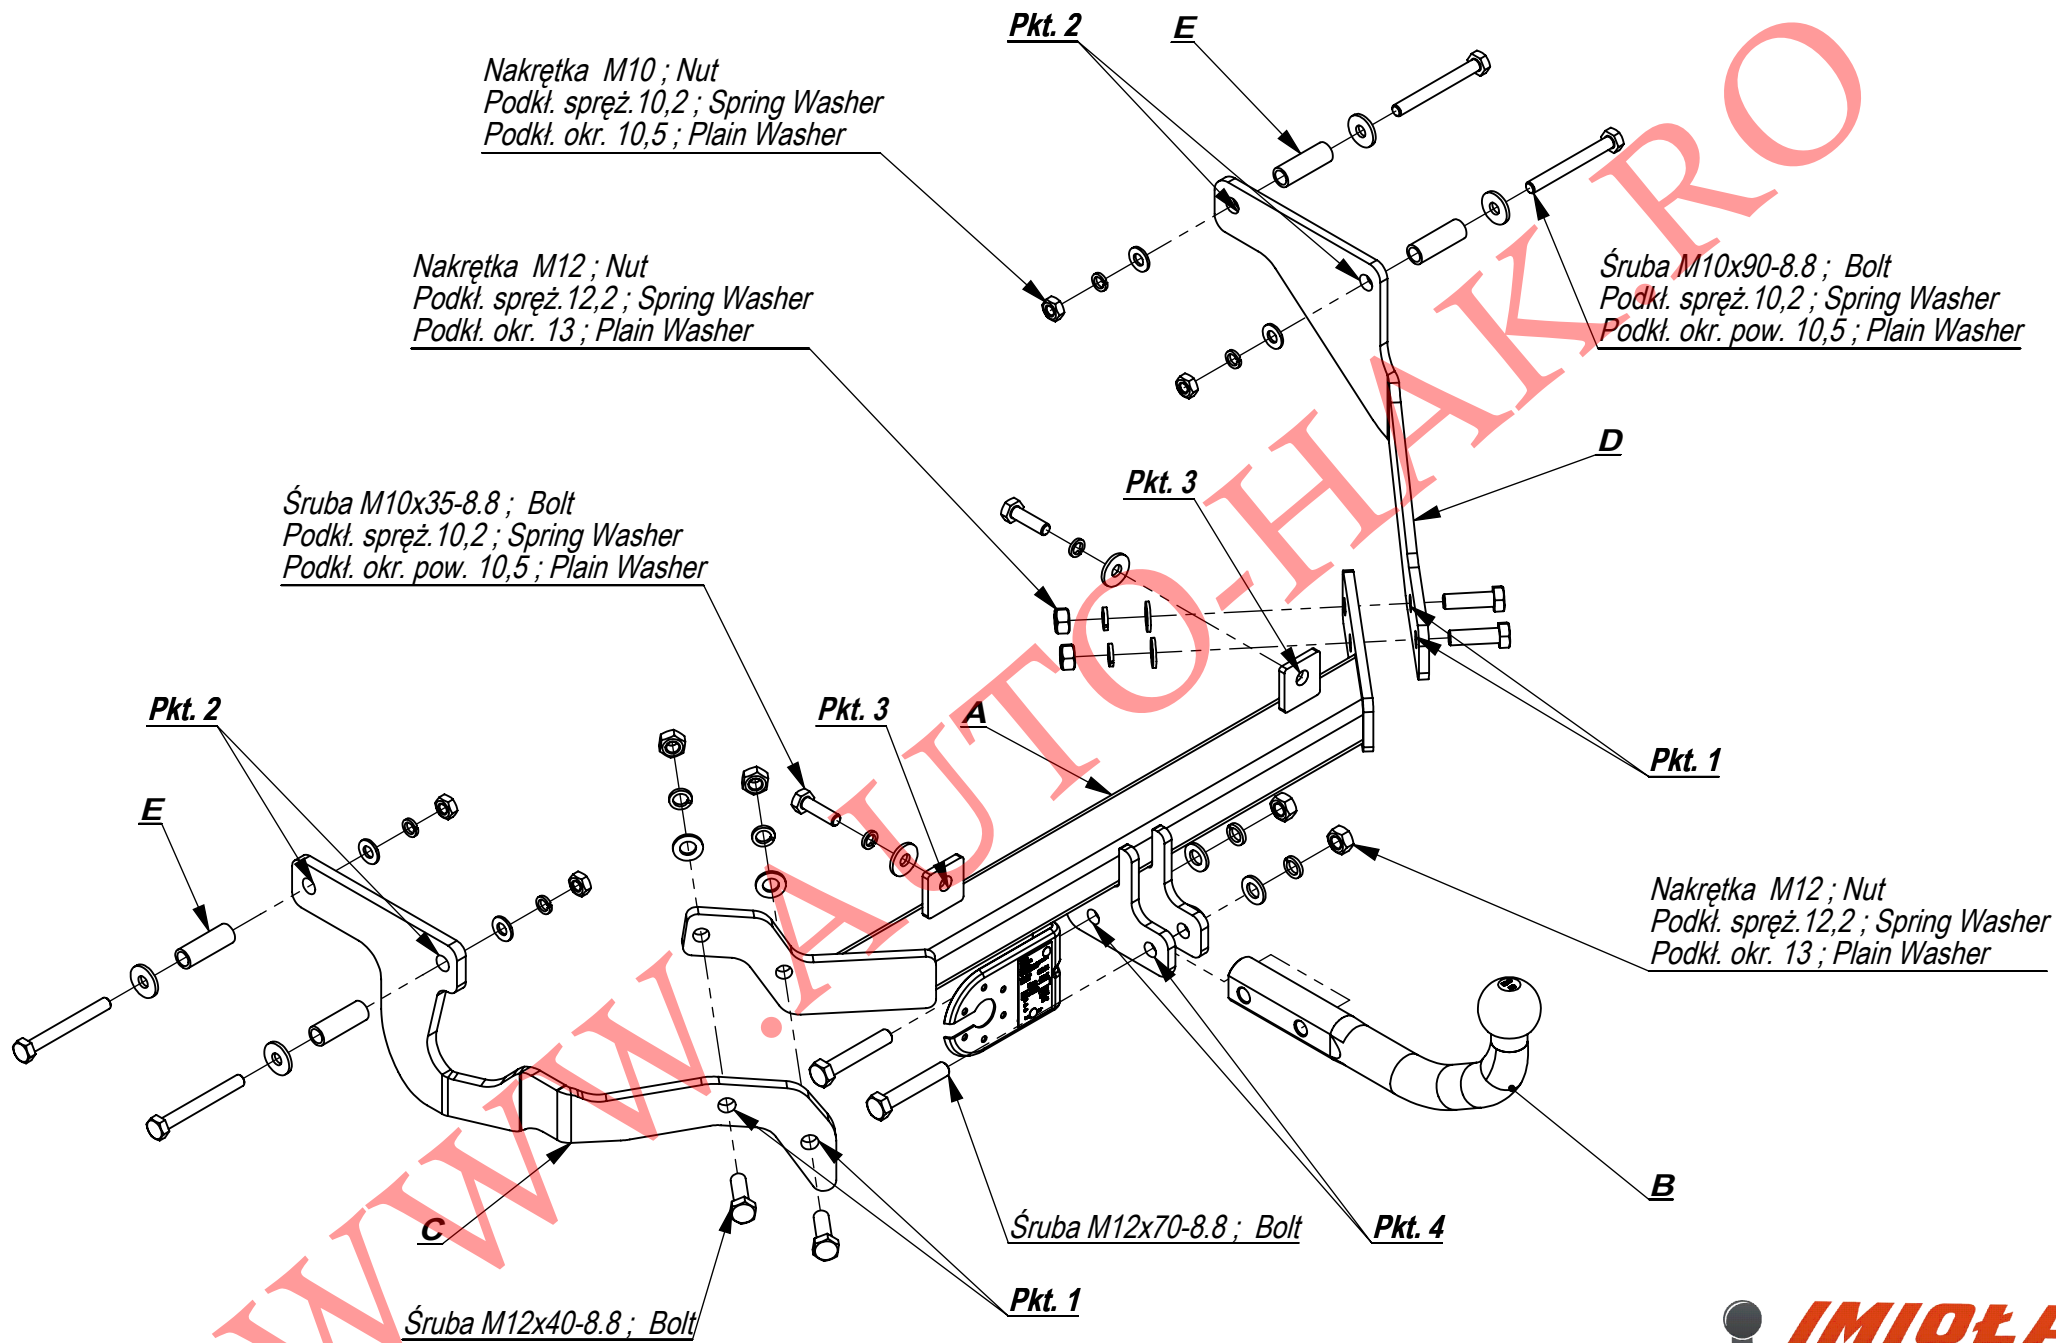 Pkt. 2
E
Nakrętka M10 ; Nut
Podkł. spręż.10,2 ; Spring Washer
Podkł. okr. 10,5 ; Plain Washer
Nakrętka M12 ; Nut
Podkł. spręż.12,2 ; Spring Washer
Podkł. okr. 13 ; Plain Washer
Śruba M10x90-8.8 ; Bolt
Podkł. spręż.10,2 ; Spring Washer
Podkł. okr. pow. 10,5 ; Plain Washer
D
Pkt. 3
Śruba M10x35-8.8 ; Bolt
Podkł. spręż.10,2 ; Spring Washer
Podkł. okr. pow. 10,5 ; Plain Washer
Pkt. 2
Pkt. 3
A
Pkt. 1
E
Nakrętka M12 ; Nut
Podkł. spręż.12,2 ; Spring Washer
Podkł. okr. 13 ; Plain Washer
B
C
Śruba M12x70-8.8 ; Bolt
Pkt. 4
Pkt. 1
Śruba M12x40-8.8 ; Bolt
WWW.AUTO-HAK.RO
IMIOŁA